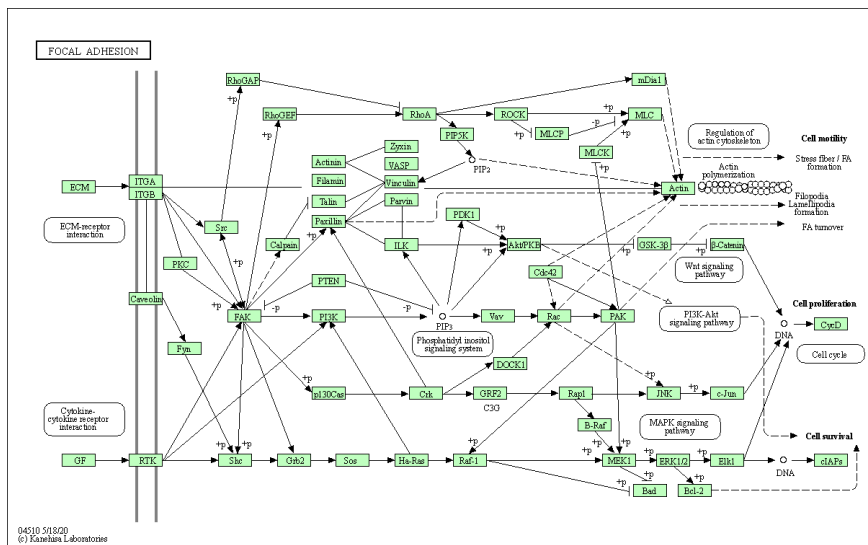 FOCAL ADHESION
RhoGAP
mDia1
+p
+p
RhoGEF
RhoA
ROCK
+p
MLC
+p
-p
PIP5K
+p
MLCP
+p
MLCK
+p
Regulation of
actin cytoskeleton
Cell motility
Stress fiber / FA
formation
Zyxin
Actinin
VASP
PIP2
Filamin
Vinculin
Actin
Actin
polymerization
ECM
ITGA
ITGB
Talin
Parvin
Filopodia
Lamellipodia
formation
Paxillin
ECM-receptor
interaction
Src
PDK1
FA turnover
Calpain
ILK
+p
Akt/PKB
GSK-3β
β-Catenin
+p
PKC
PTEN
Cdc42
Wnt signaling
pathway
Caveolin
+p
-p
-p
FAK
PI3K
PIP3
Vav
Rac
PAK
PI3K-Akt
signaling pathway
Cell proliferation
DNA
CycD
Phosphatidyl inositol
signaling system
Fyn
DOCK1
Cell cycle
+p
p130Cas
Crk
GRF2
C3G
Rap1
+p
JNK
c-Jun
Cytokine-
cytokine receptor
interaction
B-Raf
MAPK signaling
pathway
Cell survival
+p
+p
+p
+p
+p
GF
RTK
Shc
Grb2
Sos
Ha-Ras
Raf-1
MEK1
+p
ERK1/2
+p
Elk1
DNA
cIAPs
+p
+p
Bad
Bcl-2
04510 5/18/20
(c) Kanehisa Laboratories